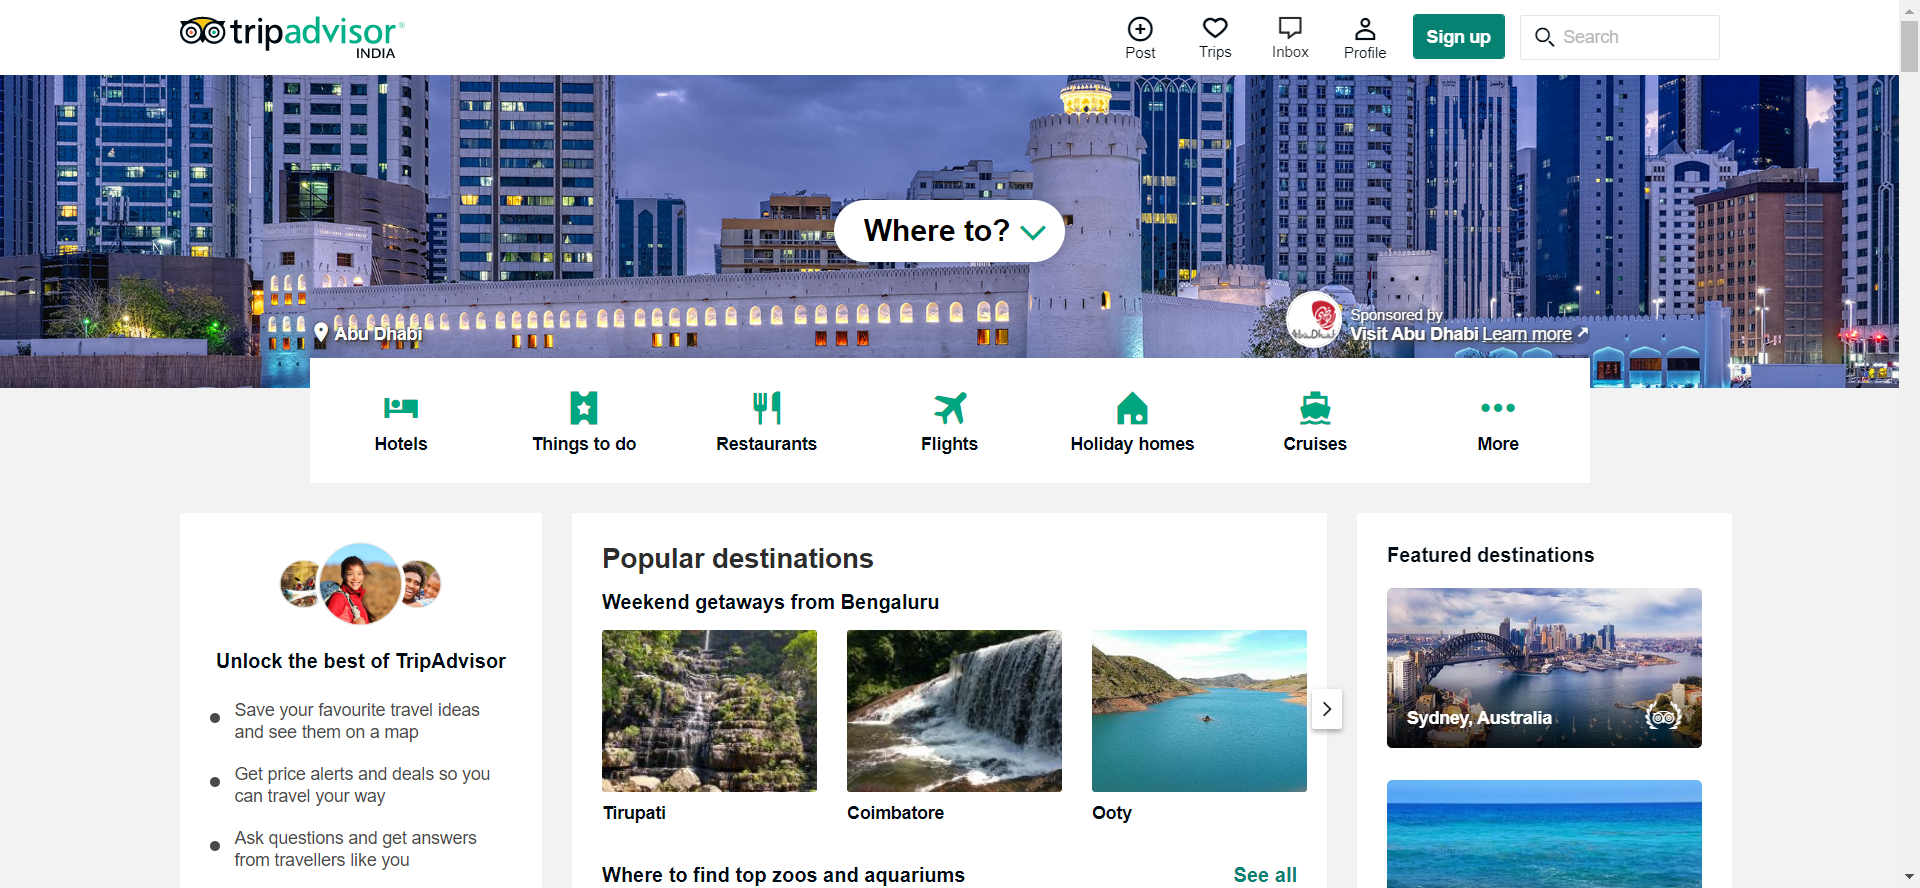 tripadvisor®
INDIA
Post
Trips
Inbox
Profile
Sign up
Search
Where to?
Abu Dhabi
Sponsored by
Visit Abu Dhabi Learn more
Hotels
Things to do
Restaurants
Flights
Holiday homes
Cruises
More
Unlock the best of TripAdvisor
Save your favourite travel ideas
and see them on a map
Get price alerts and deals so you
can travel your way
Ask questions and get answers
from travellers like you
Popular destinations
Weekend getaways from Bengaluru
Tirupati
Coimbatore
Ooty
Where to find top zoos and aquariums
See all
Featured destinations
Sydney, Australia